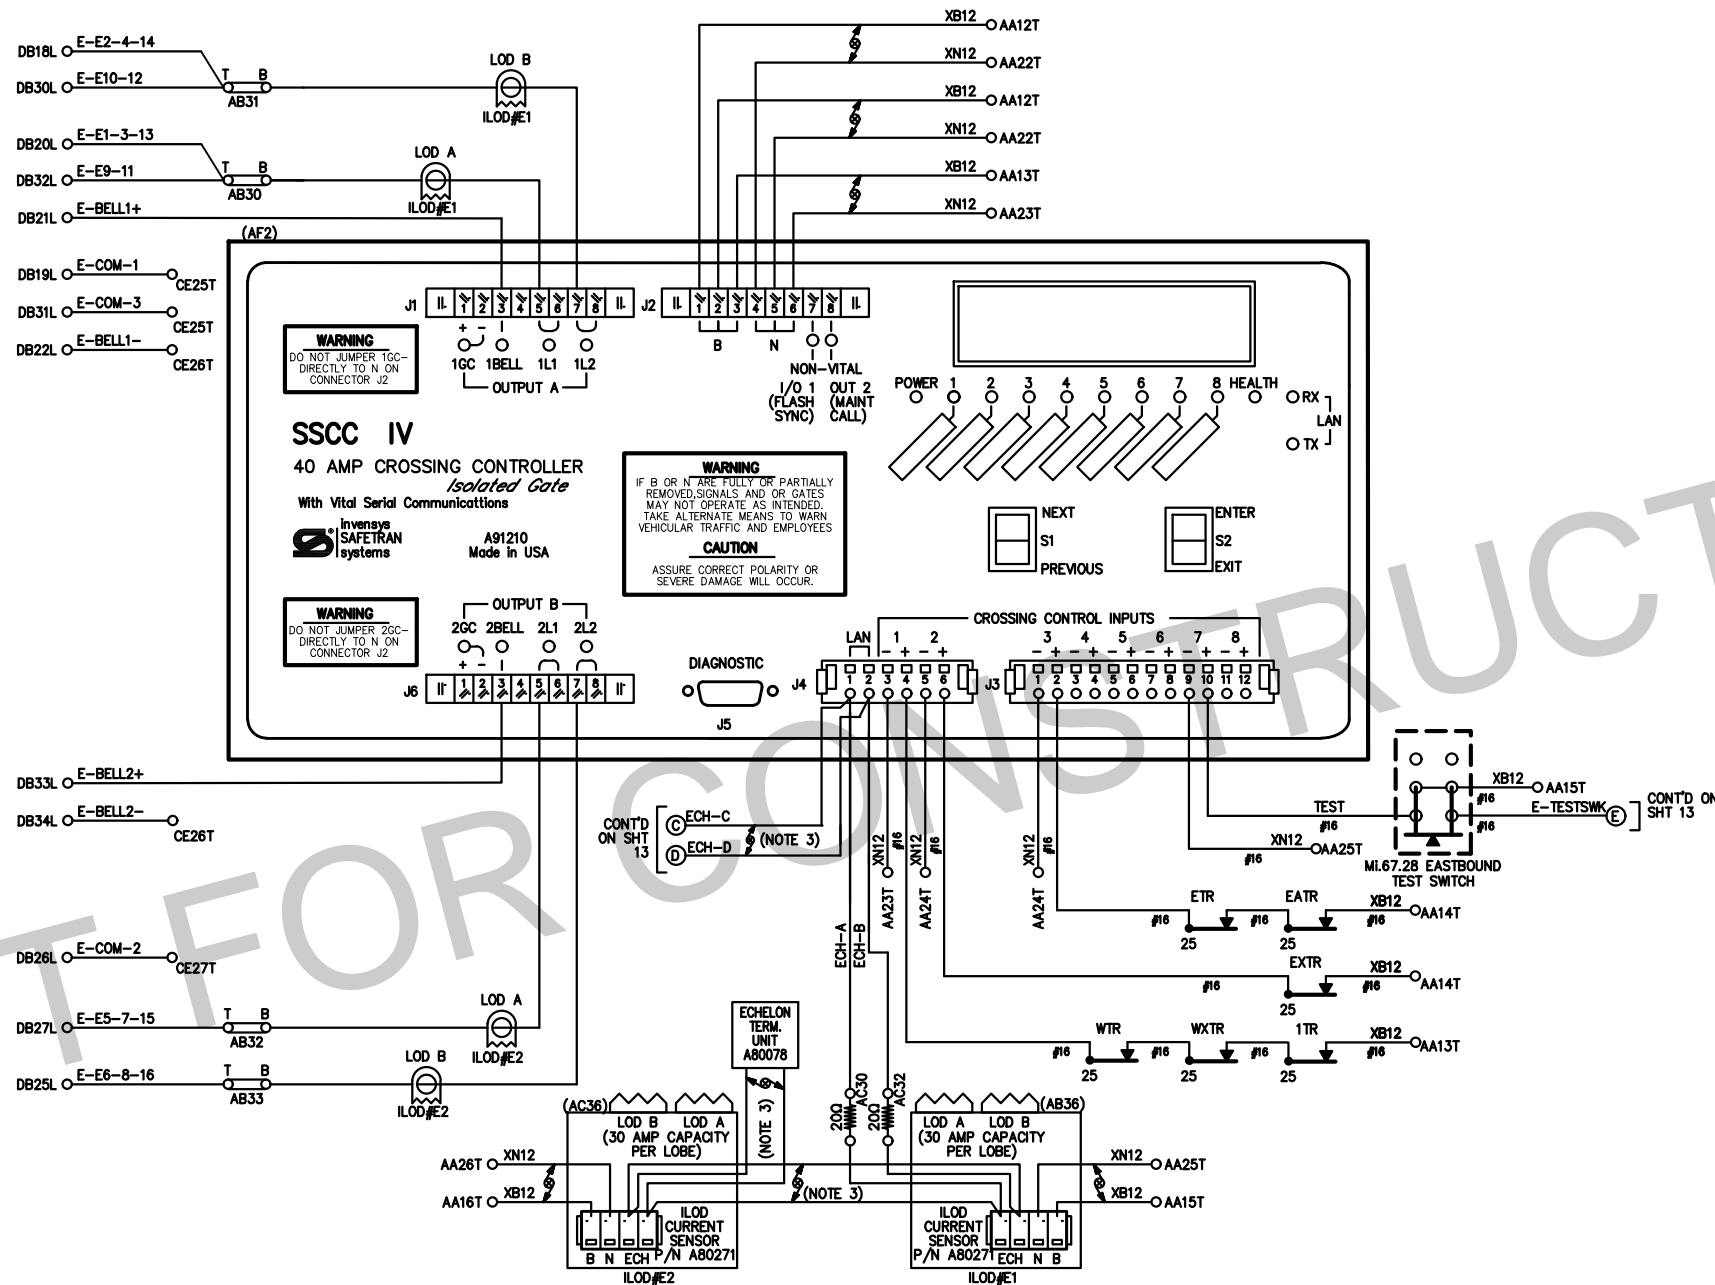 XB12 AA12T
DB18L E-E2-4-14
LOD B
XN12 AA22T
DB30L E-E10-12
T B
AB31
ILOD#E1
XB12 AA12T
DB20L E-E1-3-13
XN12 AA22T
LOD A
DB32L E-E9-11
T B
AB30
ILOD#E1
XB12 AA13T
DB21L E-BELL1+
XN12 AA23T
(AF2)
DB19L E-COM-1
CE25T
DB31L E-COM-3
CE25T
DB22L E-BELL1-
CE26T
J1
1 2 3 4 5 6 7 8
J2
1 2 3 4 5 6 7 8
+ -
B N
1GC 1BELL 1L1 1L2
OUTPUT A
NON-VITAL
I/O 1 OUT 2
(FLASH (MAINT
SYNC) CALL)
WARNING
DO NOT JUMPER 1GC-
DIRECTLY TO N ON
CONNECTOR J2
POWER 1 2 3 4 5 6 7 8 HEALTH
RX
LAN
TX
SSCC IV
40 AMP CROSSING CONTROLLER
Isolated Gate
With Vital Serial Communicattions
invensys
SAFETRAN
systems
A91210
Made in USA
WARNING
IF B OR N ARE FULLY OR PARTIALLY
REMOVED,SIGNALS AND OR GATES
MAY NOT OPERATE AS INTENDED.
TAKE ALTERNATE MEANS TO WARN
VEHICULAR TRAFFIC AND EMPLOYEES
CAUTION
ASSURE CORRECT POLARITY OR
SEVERE DAMAGE WILL OCCUR.
NEXT
S1
PREVIOUS
ENTER
S2
EXIT
WARNING
DO NOT JUMPER 2GC-
DIRECTLY TO N ON
CONNECTOR J2
OUTPUT B
2GC 2BELL 2L1 2L2
+ -
J6
1 2 3 4 5 6 7 8
DIAGNOSTIC
J5
CROSSING CONTROL INPUTS
LAN 1 2
- + - +
J4
1 2 3 4 5 6
3 4 5 6 7 8
- + - + - + - + - + - +
J3
1 2 3 4 5 6 7 8 9 10 11 12
DB33L E-BELL2+
DB34L E-BELL2-
CE26T
CONT'D
ON SHT
13
C ECH-C
D ECH-D
(NOTE 3)
XN12
#16
AA23T
XN12
#16
AA24T
XN12
#16
AA24T
XB12 AA15T
#16
TEST
#16
E-TESTSWK E
#16
CONT'D ON
SHT 13
XN12 AA25T
#16
MI.67.28 EASTBOUND
TEST SWITCH
ETR EATR XB12
#16 #16 #16 AA14T
25 25
ECH-A
ECH-B
DB26L E-COM-2
CE27T
EXTR XB12
#16 #16 AA14T
25
LOD A
DB27L E-E5-7-15
T B
AB32
ILOD#E2
WTR WXTR 1TR XB12
#16 #16 #16 #16 AA13T
25 25 25
ECHELON
TERM.
UNIT
A80078
LOD B
DB25L E-E6-8-16
T B
AB33
ILOD#E2
(NOTE 3)
20Ω
AC30
20Ω
AC32
(AC36)
LOD B LOD A
(30 AMP CAPACITY
PER LOBE)
(AB36)
LOD A LOD B
(30 AMP CAPACITY
PER LOBE)
AA26T XN12
XN12 AA25T
AA16T XB12
(NOTE 3)
XB12 AA15T
ILOD
CURRENT
SENSOR
P/N A80271
B N ECH
ILOD#E2
ILOD
CURRENT
SENSOR
P/N A80271
ECH N B
ILOD#E1
T FOR CONSTRUCT